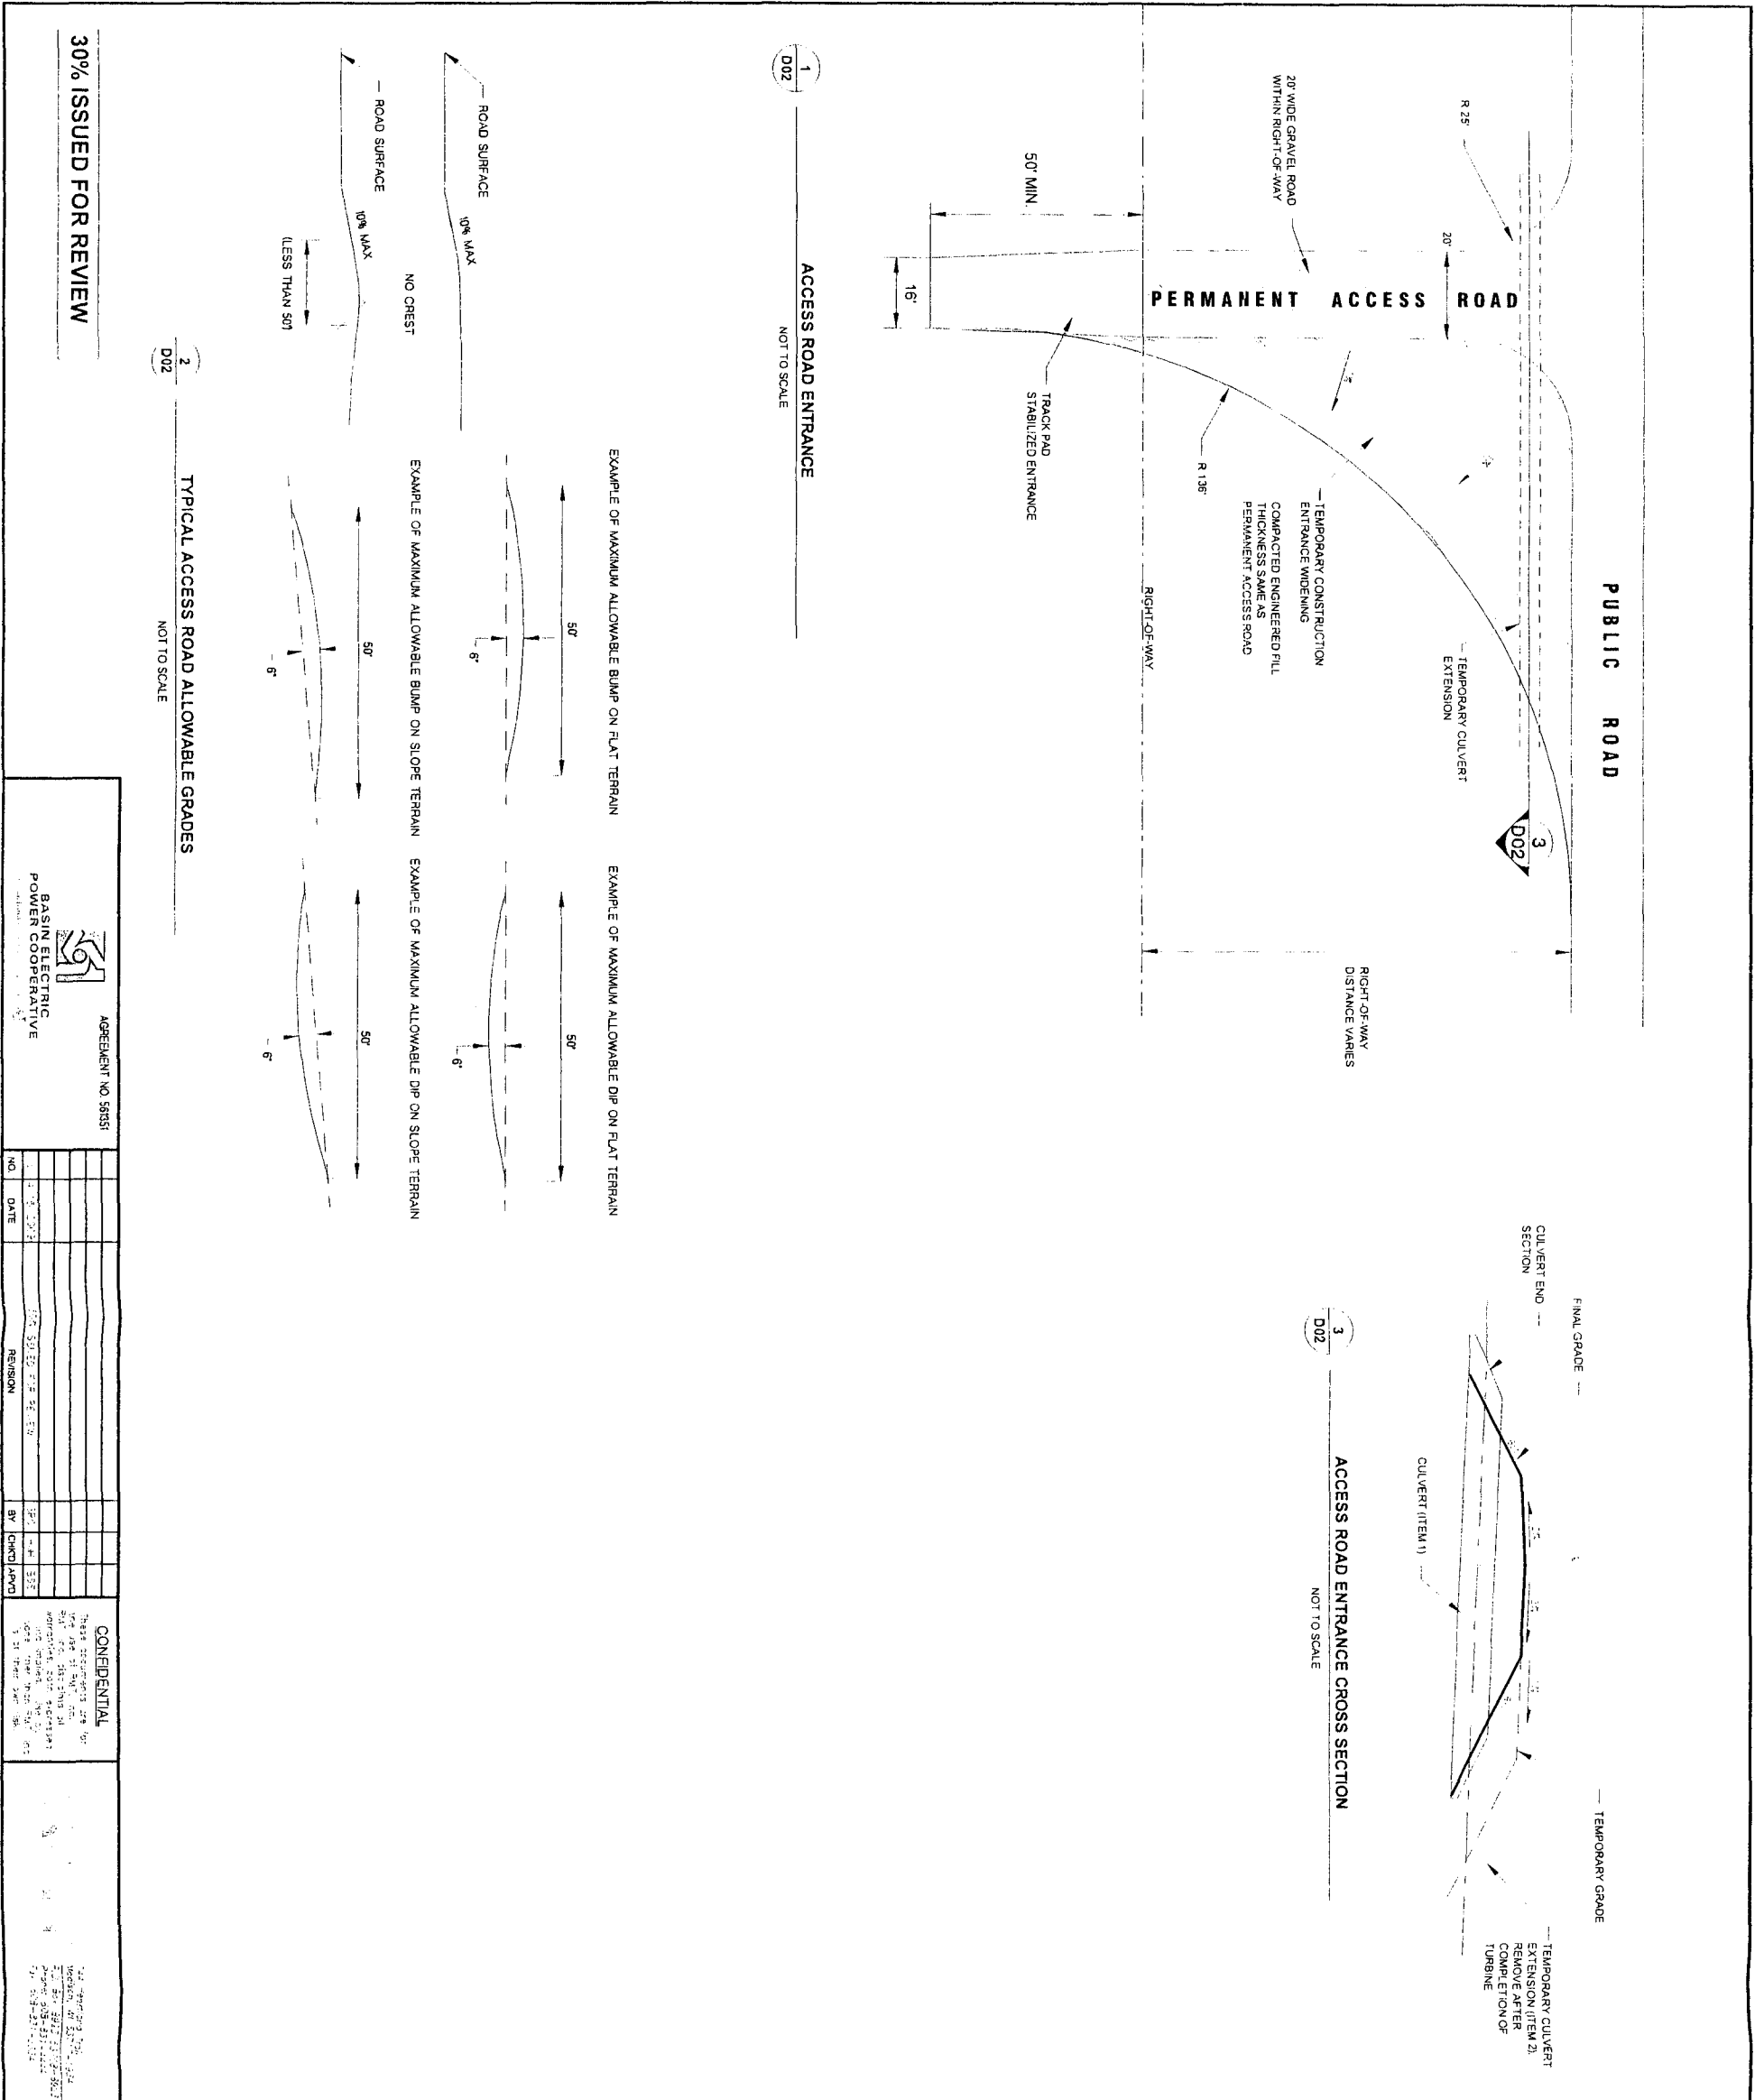 PUBLIC ROAD
R 25'
20'
20' WIDE GRAVEL ROAD
WITHIN RIGHT-OF-WAY
PERMANENT ACCESS ROAD
50' MIN.
16'
TRACK PAD
STABILIZED ENTRANCE
R 136'
TEMPORARY CONSTRUCTION
ENTRANCE WIDENING
COMPACTED ENGINEERED FILL
THICKNESS SAME AS
PERMANENT ACCESS ROAD
TEMPORARY CULVERT
EXTENSION
RIGHT-OF-WAY
3
D02
RIGHT-OF-WAY
DISTANCE VARIES
1
D02
ACCESS ROAD ENTRANCE
NOT TO SCALE
FINAL GRADE
CULVERT END
SECTION
CULVERT (ITEM 1)
TEMPORARY GRADE
TEMPORARY CULVERT
EXTENSION (ITEM 2).
REMOVE AFTER
COMPLETION OF
TURBINE
3
D02
ACCESS ROAD ENTRANCE CROSS SECTION
NOT TO SCALE
ROAD SURFACE
10% MAX
NO CREST
ROAD SURFACE
10% MAX
(LESS THAN 50')
EXAMPLE OF MAXIMUM ALLOWABLE BUMP ON FLAT TERRAIN
50'
6"
EXAMPLE OF MAXIMUM ALLOWABLE DIP ON FLAT TERRAIN
50'
6"
EXAMPLE OF MAXIMUM ALLOWABLE BUMP ON SLOPE TERRAIN
50'
6"
EXAMPLE OF MAXIMUM ALLOWABLE DIP ON SLOPE TERRAIN
50'
6"
2
D02
TYPICAL ACCESS ROAD ALLOWABLE GRADES
NOT TO SCALE
30% ISSUED FOR REVIEW
AGREEMENT NO. 561351
BASIN ELECTRIC
POWER COOPERATIVE
NO. DATE REVISION BY CHK'D APV'D
CONFIDENTIAL
These documents are for